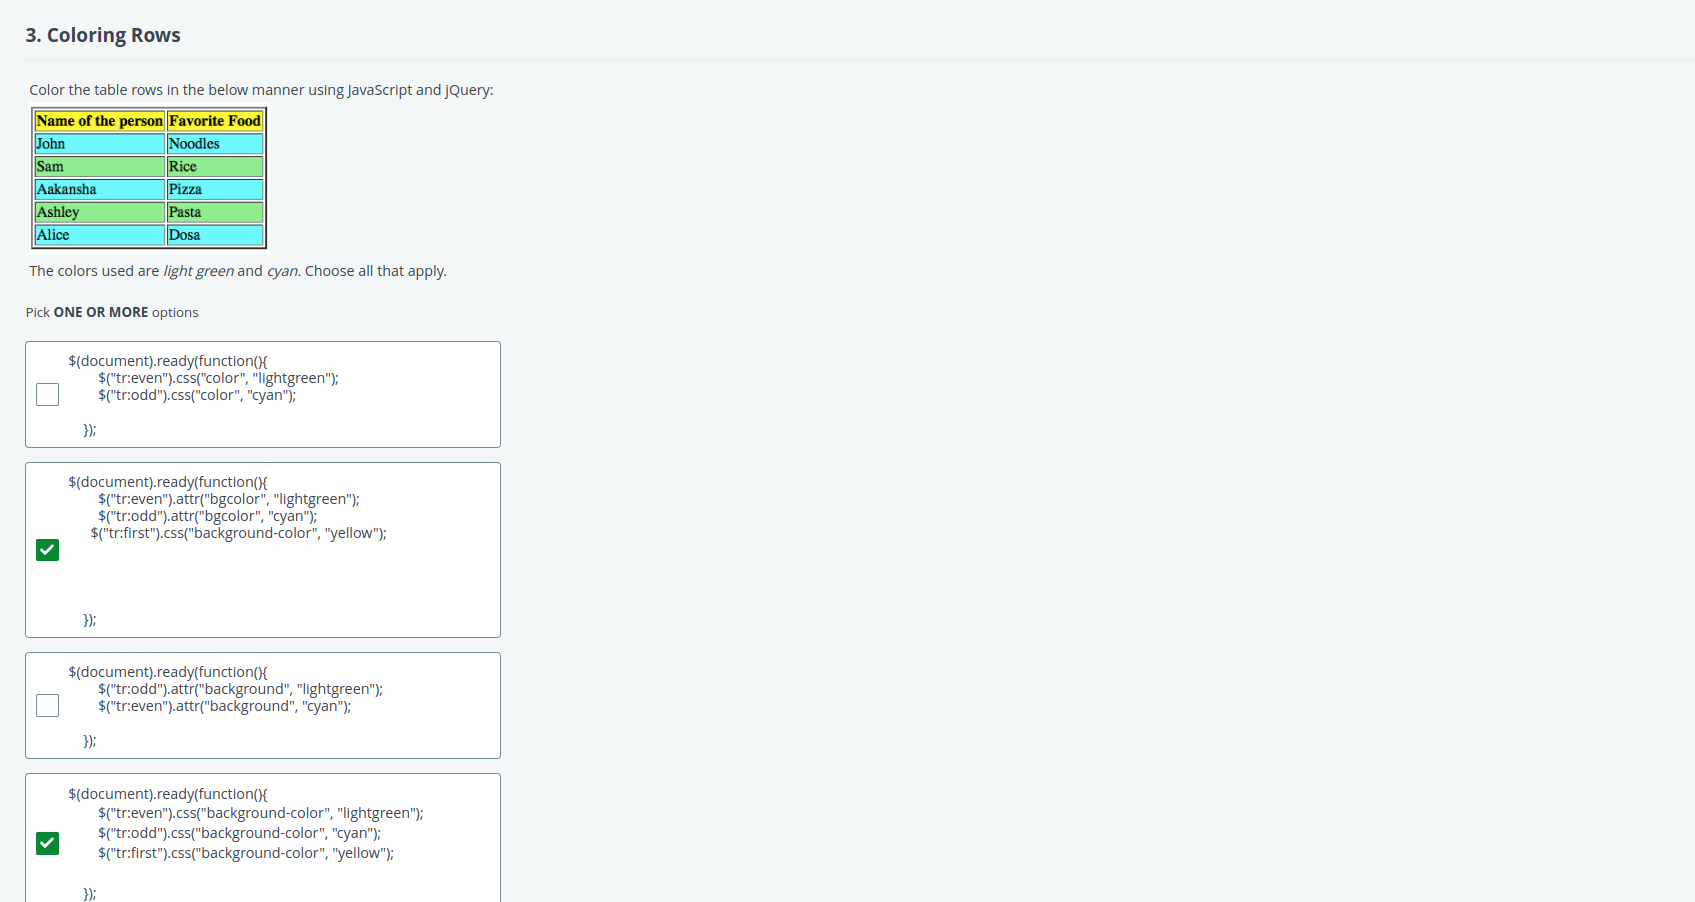 3. Coloring Rows
Color the table rows in the below manner using JavaScript and jQuery:
Name of the person Favorite Food
John Noodles
Sam Rice
Aakansha Pizza
Ashley Pasta
Alice Dosa
The colors used are light green and cyan. Choose all that apply.
Pick ONE OR MORE options
$(document).ready(function(){
$("tr:even").css("color", "lightgreen");
$("tr:odd").css("color", "cyan");
});
$(document).ready(function(){
$("tr:even").attr("bgcolor", "lightgreen");
$("tr:odd").attr("bgcolor", "cyan");
$("tr:first").css("background-color", "yellow");
});
$(document).ready(function(){
$("tr:odd").attr("background", "lightgreen");
$("tr:even").attr("background", "cyan");
});
$(document).ready(function(){
$("tr:even").css("background-color", "lightgreen");
$("tr:odd").css("background-color", "cyan");
$("tr:first").css("background-color", "yellow");
});